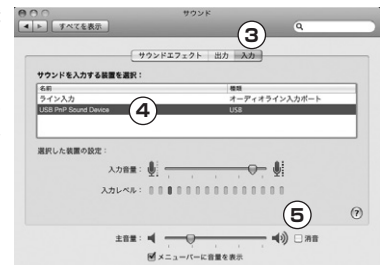 サウンド
すべてを表示
③
サウンドエフェクト 出力 入力
サウンドを入力する装置を選択：
名前 種類
ライン入力 オーディオライン入力ポート
USB PnP Sound Device USB
④
選択した装置の設定：
入力音量：
入力レベル：
⑤
主音量： 消音
メニューバーに音量を表示
?